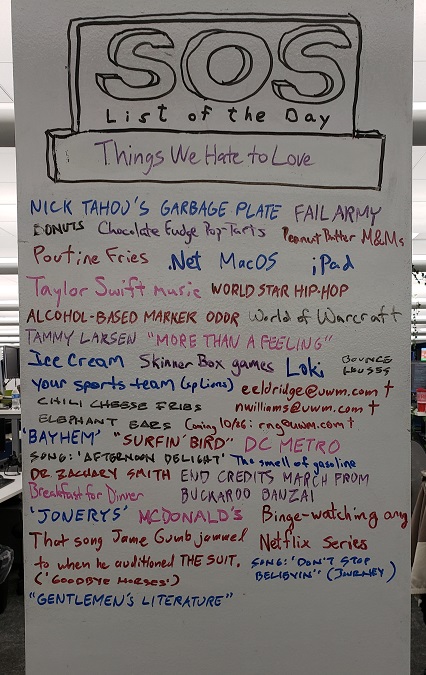 SOS
List of the Day
Things We Hate to Love
NICK TAHOU'S GARBAGE PLATE FAIL ARMY
DONUTS Chocolate Fudge Pop-Tarts Peanut Butter M&Ms
Poutine Fries .Net MacOS iPad
Taylor Swift music WORLD STAR HIP-HOP
ALCOHOL-BASED MARKER ODOR World of Warcraft
TAMMY LARSEN "MORE THAN A FEELING"
Ice Cream Skinner Box games Loki BOUNCE HOUSES
your sports team (go Lions) eeldridge@uwm.com †
CHILI CHEESE FRIES nwilliams@uwm.com †
ELEPHANT EARS Coming 10/26: rng@uwm.com †
'BAYHEM' "SURFIN' BIRD" DC METRO
SONG: 'AFTERNOON DELIGHT' The smell of gasoline
DR ZACHARY SMITH END CREDITS MARCH FROM
Breakfast for Dinner BUCKAROO BANZAI
'JONERYS' MCDONALD'S Binge-watching any
That song Jame Gumb jammed Netflix Series
to when he auditioned THE SUIT. SONG: "DON'T STOP
('GOODBYE HORSES') BELIEVIN'" (JOURNEY)
"GENTLEMEN'S LITERATURE"